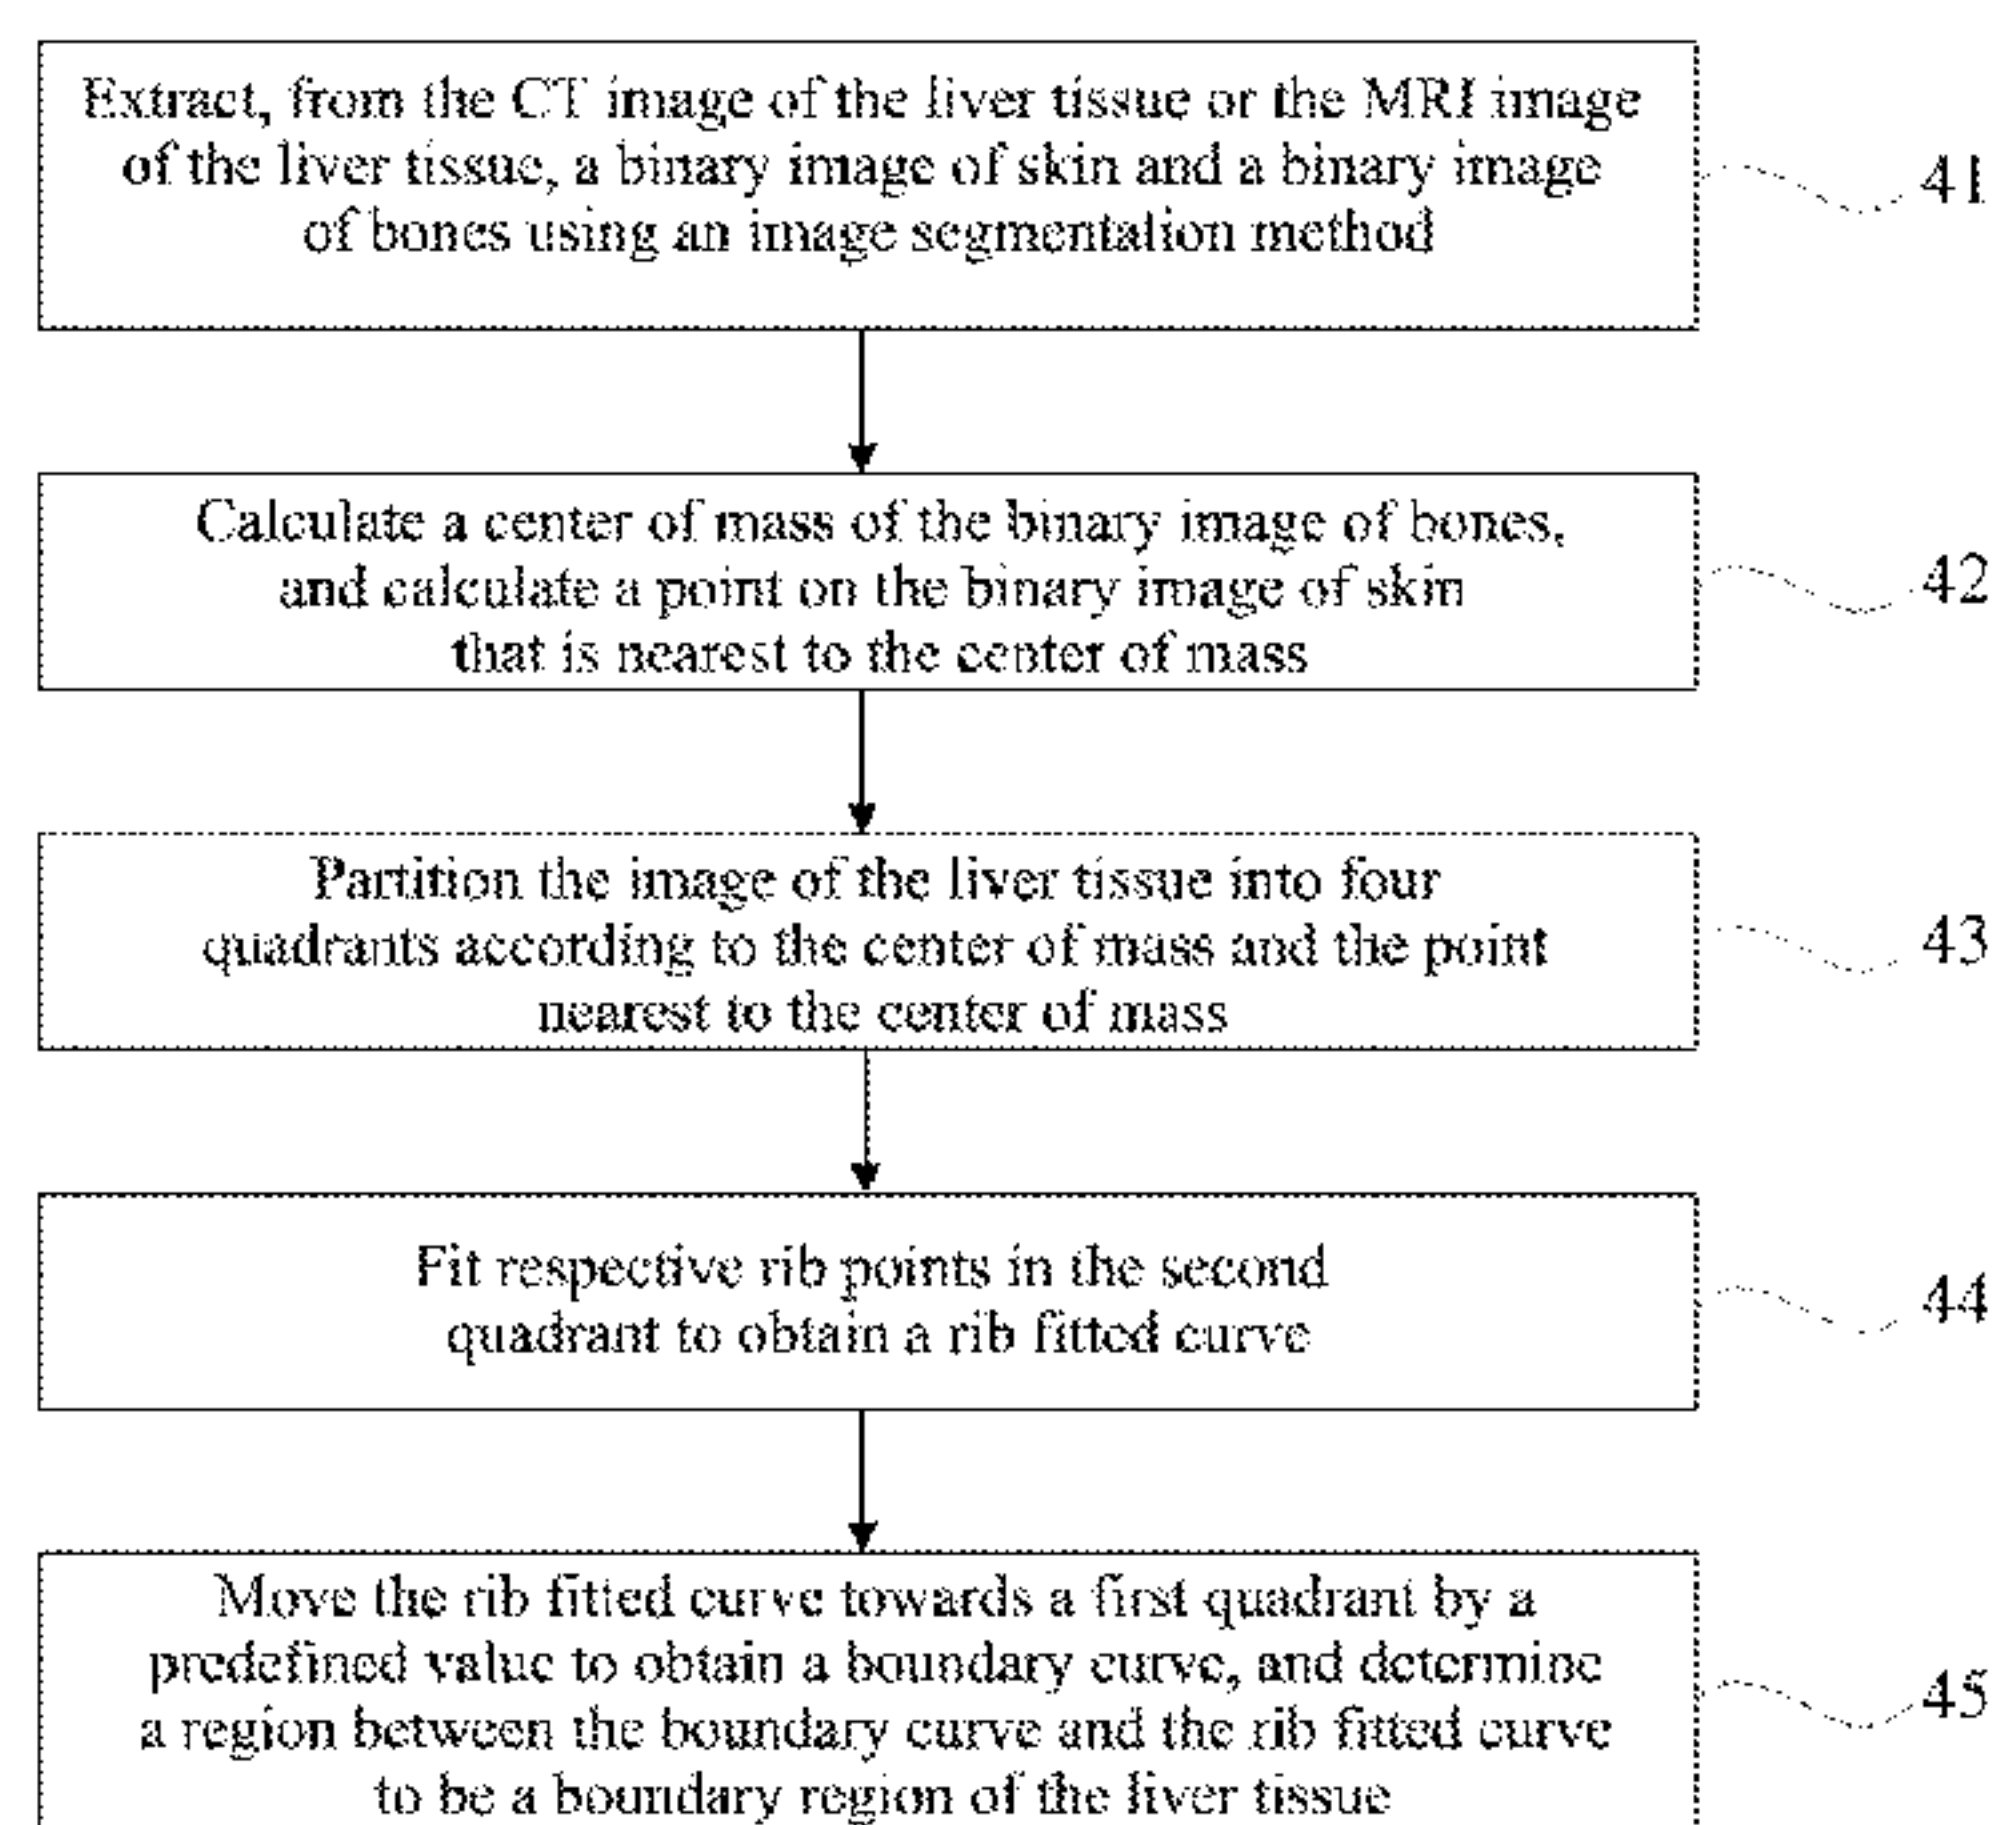 Extract, from the CT image of the liver tissue or the MRI image
of the liver tissue, a binary image of skin and a binary image
of bones using an image segmentation method
41
Calculate a center of mass of the binary image of bones,
and calculate a point on the binary image of skin
that is nearest to the center of mass
42
Partition the image of the liver tissue into four
quadrants according to the center of mass and the point
nearest to the center of mass
43
Fit respective rib points in the second
quadrant to obtain a rib fitted curve
44
Move the rib fitted curve towards a first quadrant by a
predefined value to obtain a boundary curve, and determine
a region between the boundary curve and the rib fitted curve
to be a boundary region of the liver tissue
45